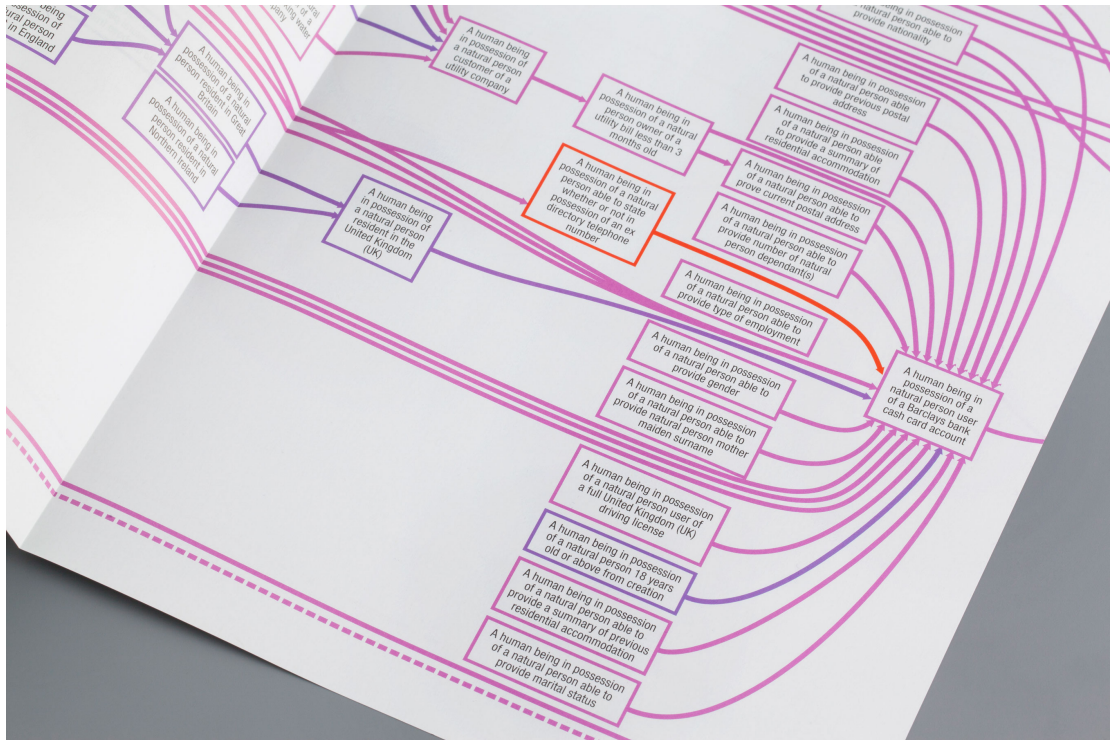 being
possession of
natural person
in England
A human being in
possession of a natural
person resident in Great
Britain
A human being in
possession of a natural
person resident in
Northern Ireland
water
A human being
in possession of
a natural person
customer of a
utility company
A human being in
possession of a natural
person owner of a
utility bill less than 3
months old
A human being in
possession of a natural
person able to state
whether or not in
possession of an ex
directory telephone
number
A human being
in possession of
a natural person
resident in the
United Kingdom
(UK)
natural person able to
provide nationality
A human being in possession
of a natural person able
to provide previous postal
address
A human being in possession
of a natural person able
to provide a summary of
residential accommodation
A human being in possession
of a natural person able to
prove current postal address
A human being in possession
of a natural person able to
provide number of natural
person dependant(s)
A human being in possession
of a natural person able to
provide type of employment
A human being in possession
of a natural person able to
provide gender
A human being in possession
of a natural person able to
provide natural person mother
maiden surname
A human being in
possession of a
natural person user
of a Barclays bank
cash card account
A human being in possession
of a natural person user of
a full United Kingdom (UK)
driving license
A human being in possession
of a natural person 18 years
old or above from creation
A human being in possession
of a natural person able to
provide a summary of previous
residential accommodation
A human being in possession
of a natural person able to
provide marital status